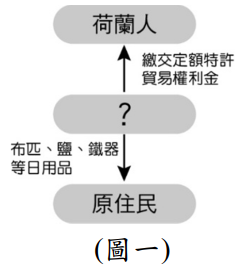 荷蘭人
繳交定額特許
貿易權利金
?
布匹、鹽、鐵器
等日用品
原住民
(圖一)